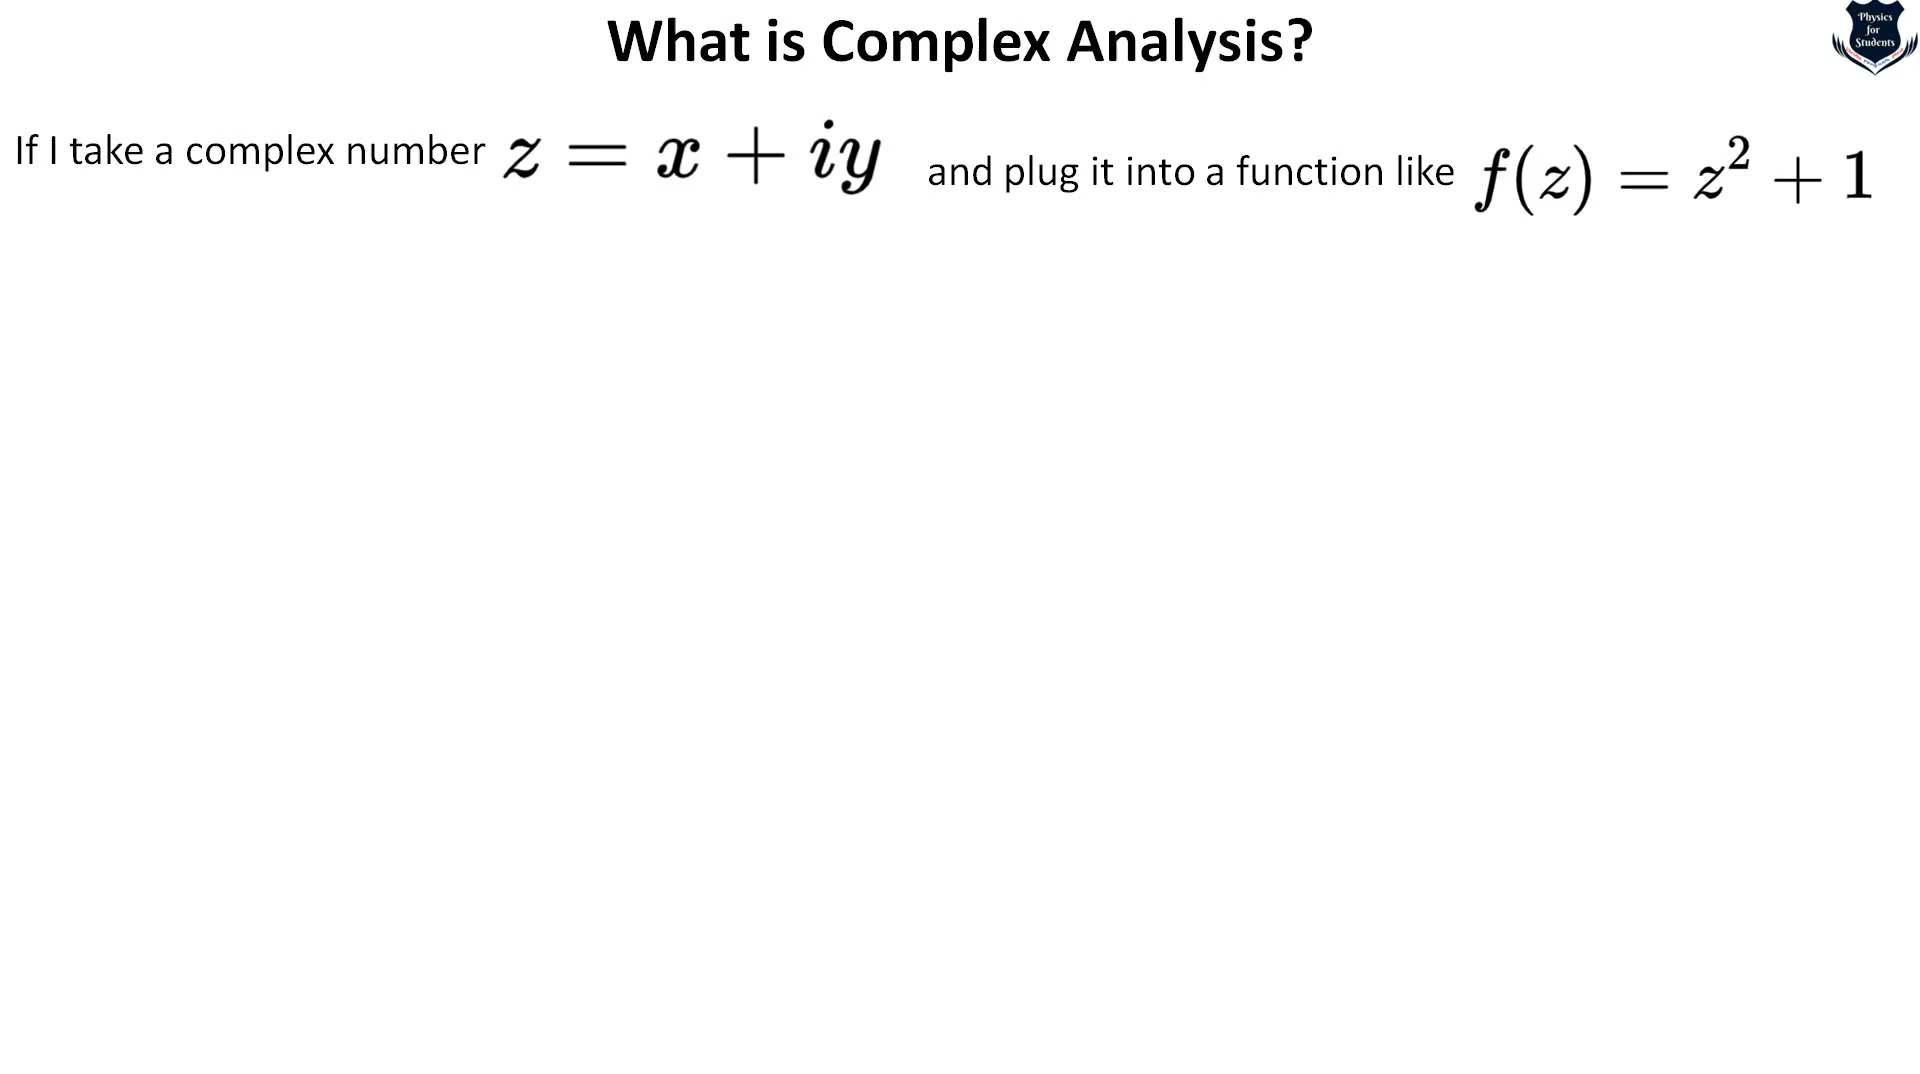 What is Complex Analysis?
Physics
for
Students
If I take a complex number z = x + iy and plug it into a function like f(z) = z² + 1